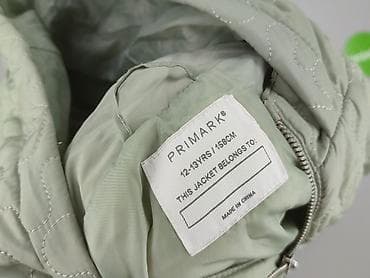 PRIMARK®
12-13YRS / 158CM
THIS JACKET BELONGS TO:
MADE IN CHINA